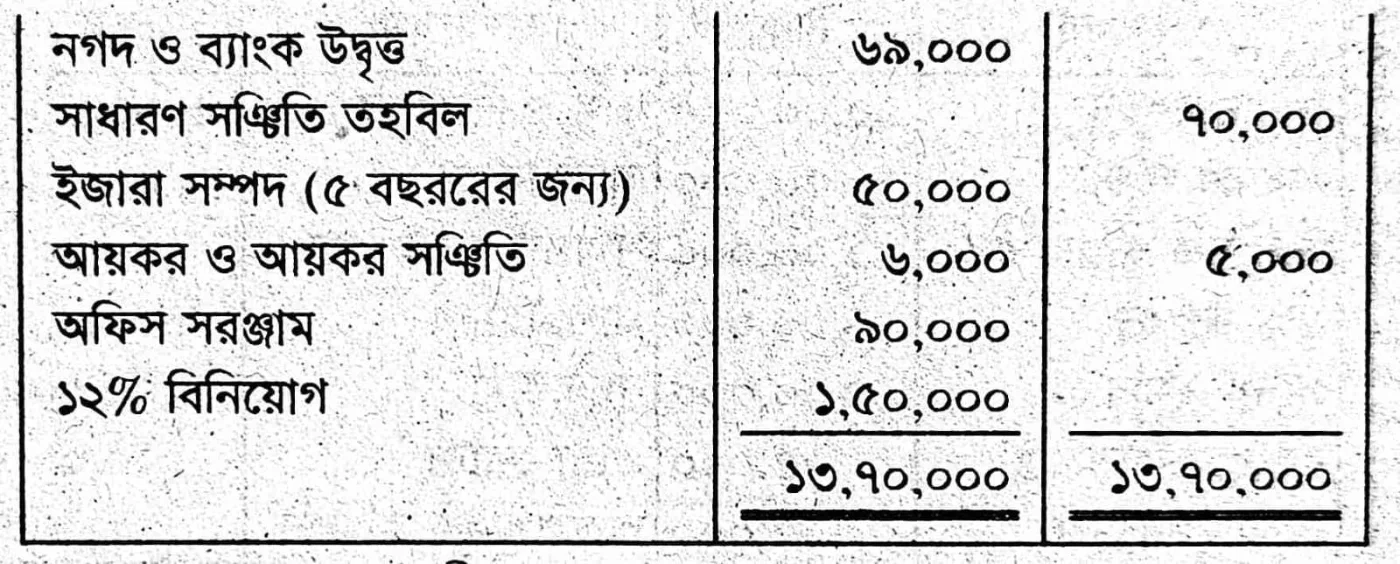 নগদ ও ব্যাংক উদ্বৃত্ত ৬৯,০০০
সাধারণ সঞ্চিতি তহবিল ৭০,০০০
ইজারা সম্পদ (৫ বছররের জন্য) ৫০,০০০
আয়কর ও আয়কর সঞ্চিতি ৬,০০০ ৫,০০০
অফিস সরঞ্জাম ৯০,০০০
১২% বিনিয়োগ ১,৫০,০০০
১৩,৭০,০০০ ১৩,৭০,০০০